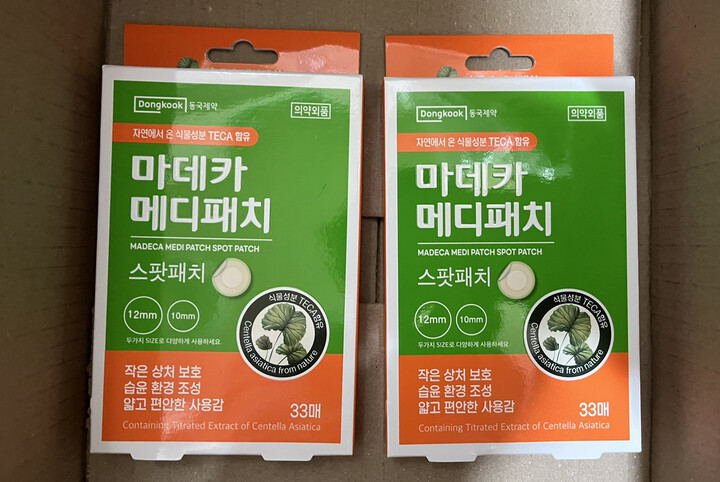 Dongkook 동국제약
의약외품
자연에서 온 식물성분 TECA 함유
마데카
메디패치
MADECA MEDI PATCH SPOT PATCH
스팟패치
12mm 10mm
두가지 SIZE로 다양하게 사용하세요.
식물성분 TECA함유
Centella asiatica from nature
작은 상처 보호
습윤 환경 조성
얇고 편안한 사용감
33매
Containing Titrated Extract of Centella Asiatica
Dongkook 동국제약
의약외품
자연에서 온 식물성분 TECA 함유
마데카
메디패치
MADECA MEDI PATCH SPOT PATCH
스팟패치
12mm 10mm
두가지 SIZE로 다양하게 사용하세요.
식물성분 TECA함유
Centella asiatica from nature
작은 상처 보호
습윤 환경 조성
얇고 편안한 사용감
33매
Containing Titrated Extract of Centella Asiatica